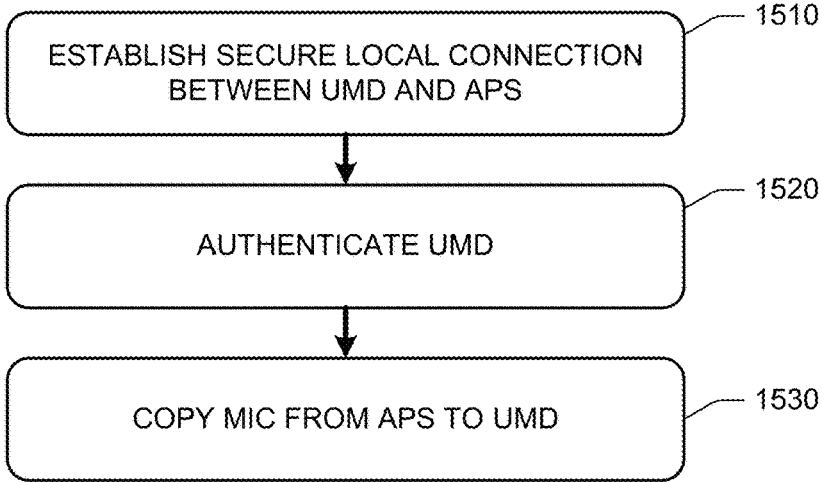 1510
ESTABLISH SECURE LOCAL CONNECTION
BETWEEN UMD AND APS
1520
AUTHENTICATE UMD
1530
COPY MIC FROM APS TO UMD